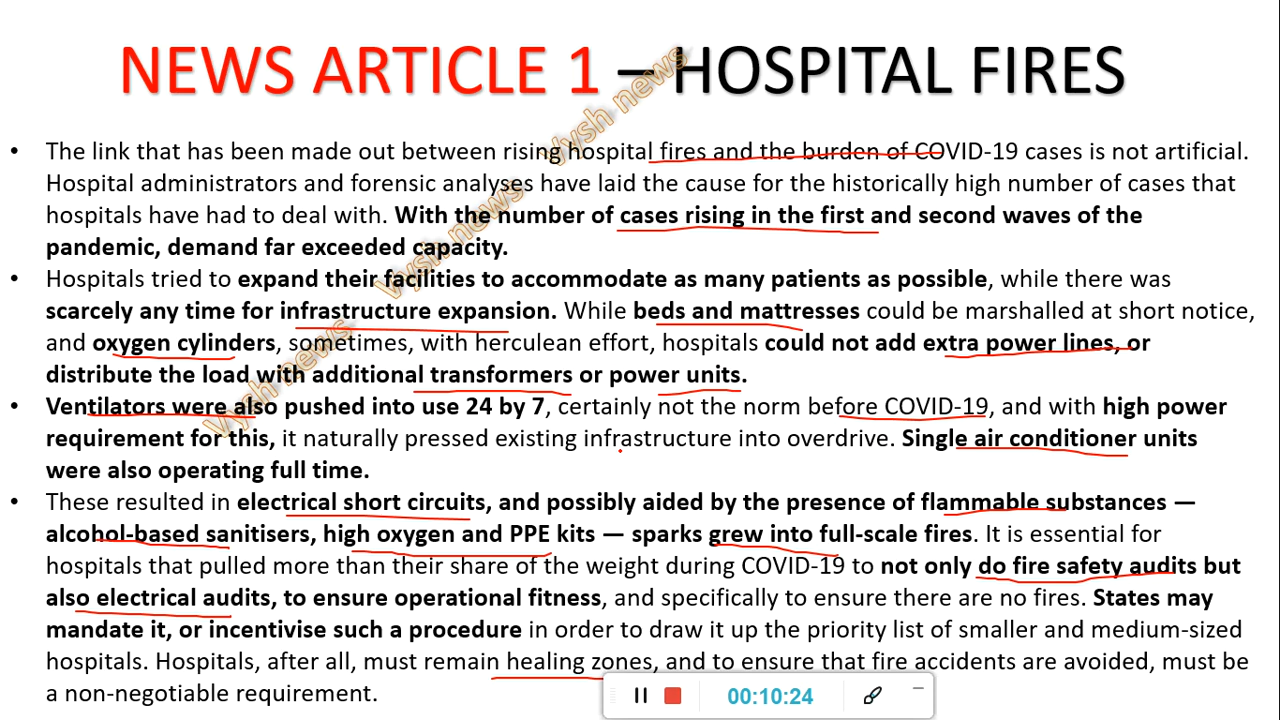 NEWS ARTICLE 1 – HOSPITAL FIRES
• The link that has been made out between rising hospital fires and the burden of COVID-19 cases is not artificial.
Hospital administrators and forensic analyses have laid the cause for the historically high number of cases that
hospitals have had to deal with. With the number of cases rising in the first and second waves of the
pandemic, demand far exceeded capacity.
• Hospitals tried to expand their facilities to accommodate as many patients as possible, while there was
scarcely any time for infrastructure expansion. While beds and mattresses could be marshalled at short notice,
and oxygen cylinders, sometimes, with herculean effort, hospitals could not add extra power lines, or
distribute the load with additional transformers or power units.
• Ventilators were also pushed into use 24 by 7, certainly not the norm before COVID-19, and with high power
requirement for this, it naturally pressed existing infrastructure into overdrive. Single air conditioner units
were also operating full time.
• These resulted in electrical short circuits, and possibly aided by the presence of flammable substances —
alcohol-based sanitisers, high oxygen and PPE kits — sparks grew into full-scale fires. It is essential for
hospitals that pulled more than their share of the weight during COVID-19 to not only do fire safety audits but
also electrical audits, to ensure operational fitness, and specifically to ensure there are no fires. States may
mandate it, or incentivise such a procedure in order to draw it up the priority list of smaller and medium-sized
hospitals. Hospitals, after all, must remain healing zones, and to ensure that fire accidents are avoided, must be
a non-negotiable requirement.
Vysh news
Vysh news
Vysh news
00:10:24